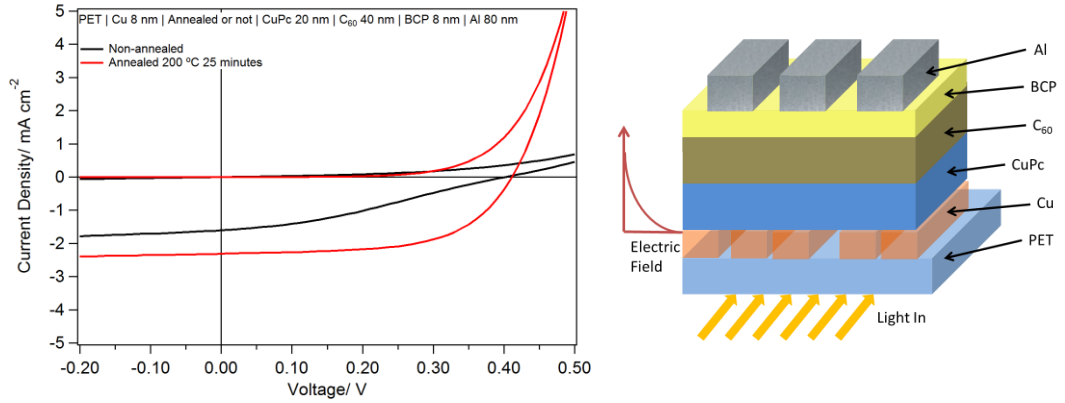 PET | Cu 8 nm | Annealed or not | CuPc 20 nm | C₆₀ 40 nm | BCP 8 nm | Al 80 nm
Non-annealed
Annealed 200 ºC 25 minutes
Current Density/ mA cm⁻²
5
4
3
2
1
0
-1
-2
-3
-4
-5
-0.20
-0.10
0.00
0.10
0.20
0.30
0.40
0.50
Voltage/ V
Al
BCP
C₆₀
CuPc
Cu
PET
Electric
Field
Light In